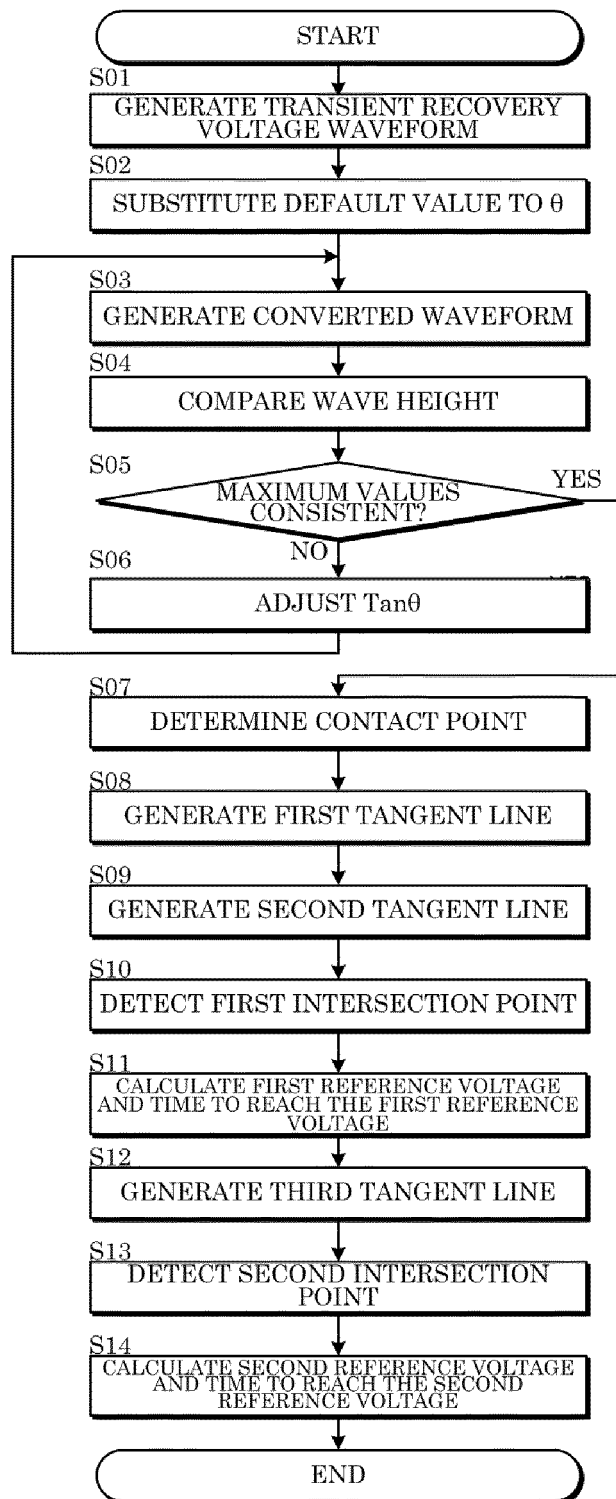 START
S01
GENERATE TRANSIENT RECOVERY
VOLTAGE WAVEFORM
S02
SUBSTITUTE DEFAULT VALUE TO θ
S03
GENERATE CONVERTED WAVEFORM
S04
COMPARE WAVE HEIGHT
S05
MAXIMUM VALUES
CONSISTENT?
YES
NO
S06
ADJUST Tanθ
S07
DETERMINE CONTACT POINT
S08
GENERATE FIRST TANGENT LINE
S09
GENERATE SECOND TANGENT LINE
S10
DETECT FIRST INTERSECTION POINT
S11
CALCULATE FIRST REFERENCE VOLTAGE
AND TIME TO REACH THE FIRST REFERENCE
VOLTAGE
S12
GENERATE THIRD TANGENT LINE
S13
DETECT SECOND INTERSECTION
POINT
S14
CALCULATE SECOND REFERENCE VOLTAGE
AND TIME TO REACH THE SECOND
REFERENCE VOLTAGE
END